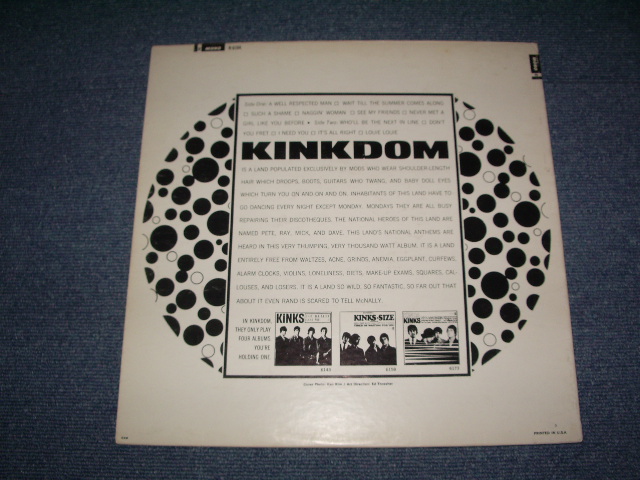 MONO
Side One: A WELL RESPECTED MAN □ WAIT TILL THE SUMMER COMES ALONG
□ SUCH A SHAME □ NAGGIN' WOMAN □ SEE MY FRIENDS □ NEVER MET A
GIRL LIKE YOU BEFORE • Side Two: WHO'LL BE THE NEXT IN LINE □ DON'T
YOU FRET □ I NEED YOU □ IT'S ALL RIGHT □ LOUIE LOUIE
KINKDOM
IS A LAND POPULATED EXCLUSIVELY BY MODS WHO WEAR SHOULDER-LENGTH
HAIR WHICH DROOPS, BOOTS, GUITARS WHO TWANG, AND BABY DOLL EYES
WHICH TURN YOU ON AND ON AND ON. INHABITANTS OF THIS LAND HAVE TO
GO DANCING EVERY NIGHT EXCEPT MONDAY. MONDAYS THEY ARE ALL BUSY
REPAIRING THEIR DISCOTHEQUES. THE NATIONAL HEROES OF THIS LAND ARE
NAMED PETE, RAY, MICK, AND DAVE. THIS LAND'S NATIONAL ANTHEMS ARE
HEARD IN THIS VERY THUMPING, VERY THOUSAND WATT ALBUM. IT IS A LAND
ENTIRELY FREE FROM WALTZES, ACNE, GRINDS, ANEMIA, EGGPLANT, CURFEWS,
ALARM CLOCKS, VIOLINS, LONELINESS, DIETS, MAKE-UP EXAMS, SQUARES, CAL-
LOUSES, AND LOSERS. IT IS A LAND SO WILD, SO FANTASTIC, SO FAR OUT THAT
ABOUT IT EVEN RAND IS SCARED TO TELL McNALLY.
IN KINKDOM,
THEY ONLY PLAY
FOUR ALBUMS.
YOU'RE
HOLDING ONE.
KINKS
KINKS-SIZE
KINKS
6143
6158
6173
PRINTED IN U.S.A.